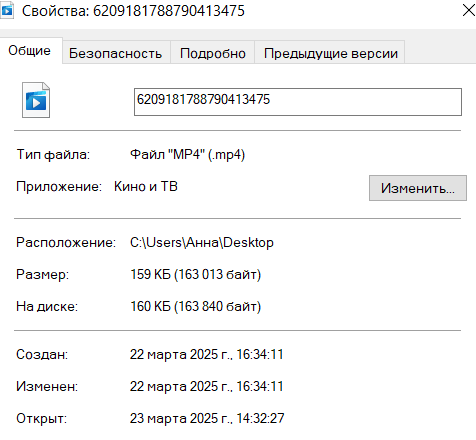 Свойства: 6209181788790413475
Общие Безопасность Подробно Предыдущие версии
6209181788790413475
Тип файла: Файл "MP4" (.mp4)
Приложение: Кино и ТВ Изменить...
Расположение: C:\Users\Анна\Desktop
Размер: 159 КБ (163 013 байт)
На диске: 160 КБ (163 840 байт)
Создан: 22 марта 2025 г., 16:34:11
Изменен: 22 марта 2025 г., 16:34:11
Открыт: 23 марта 2025 г., 14:32:27